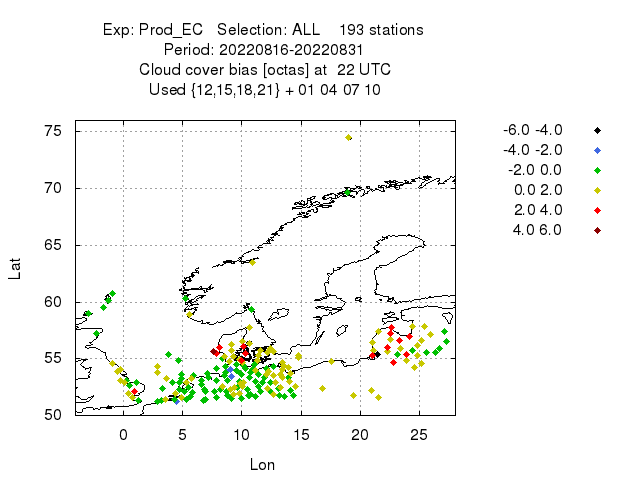 Exp: Prod_EC Selection: ALL 193 stations
Period: 20220816-20220831
Cloud cover bias [octas] at 22 UTC
Used {12,15,18,21} + 01 04 07 10
75
70
65
60
55
50
Lat
0 5 10 15 20 25
Lon
-6.0 -4.0
-4.0 -2.0
-2.0 0.0
0.0 2.0
2.0 4.0
4.0 6.0